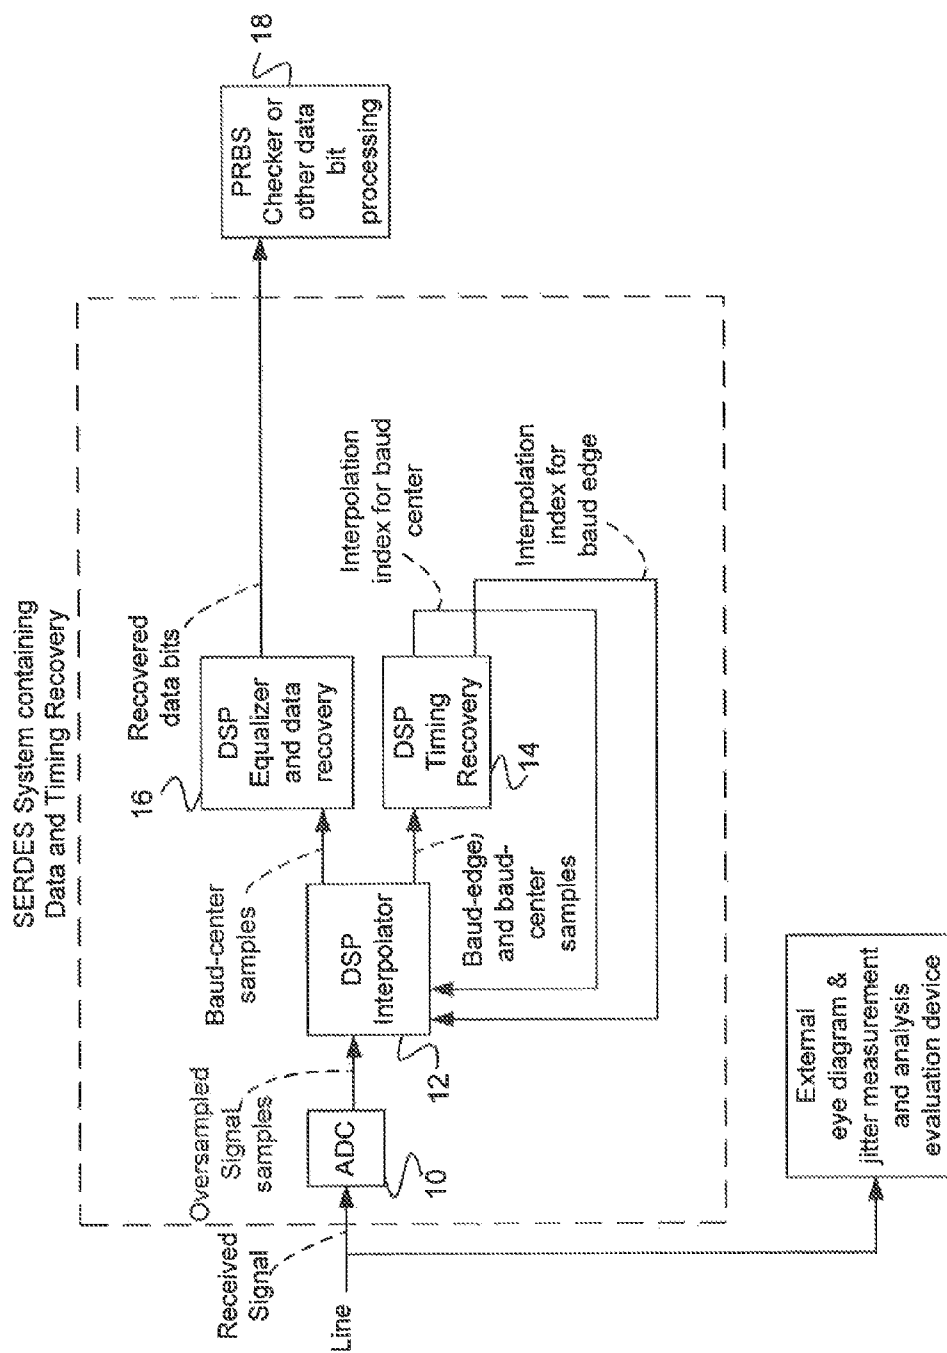 SERDES System containing
Data and Timing Recovery
Line
Received
Signal
Oversampled
Signal
samples
ADC
10
DSP
Interpolator
12
Baud-center
samples
Baud-edge
and baud-
center
samples
16
DSP
Equalizer
and data
recovery
DSP
Timing
Recovery
14
Recovered
data bits
Interpolation
index for baud
center
Interpolation
index for
baud edge
PRBS
Checker or
other data
bit
processing
18
External
eye diagram &
jitter measurement
and analysis
evaluation device